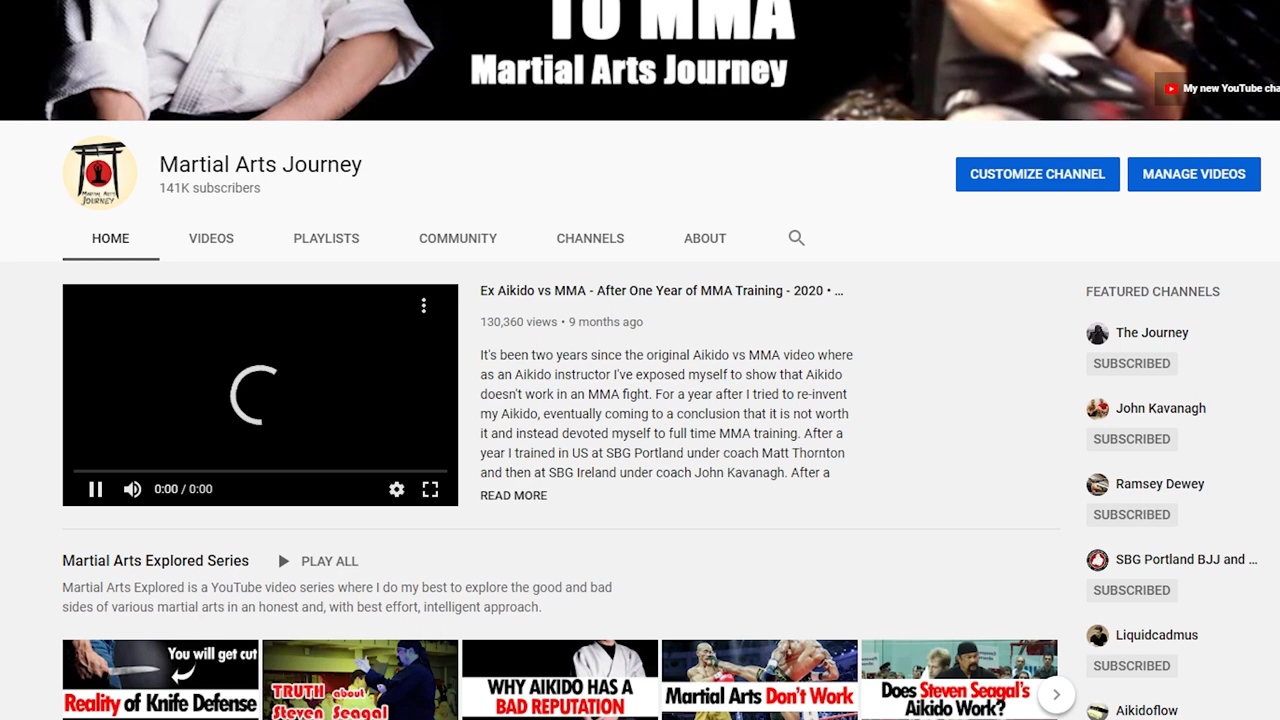 TO MMA
Martial Arts Journey
My new YouTube cha
MARTIAL ARTS
JOURNEY
Martial Arts Journey
141K subscribers
CUSTOMIZE CHANNEL
MANAGE VIDEOS
HOME
VIDEOS
PLAYLISTS
COMMUNITY
CHANNELS
ABOUT
0:00 / 0:00
Ex Aikido vs MMA - After One Year of MMA Training - 2020 • ...
130,360 views • 9 months ago
It's been two years since the original Aikido vs MMA video where
as an Aikido instructor I've exposed myself to show that Aikido
doesn't work in an MMA fight. For a year after I tried to re-invent
my Aikido, eventually coming to a conclusion that it is not worth
it and instead devoted myself to full time MMA training. After a
year I trained in US at SBG Portland under coach Matt Thornton
and then at SBG Ireland under coach John Kavanagh. After a
READ MORE
FEATURED CHANNELS
The Journey
SUBSCRIBED
John Kavanagh
SUBSCRIBED
Ramsey Dewey
SUBSCRIBED
SBG Portland BJJ and ...
SUBSCRIBED
Liquidcadmus
SUBSCRIBED
Aikidoflow
Martial Arts Explored Series
PLAY ALL
Martial Arts Explored is a YouTube video series where I do my best to explore the good and bad
sides of various martial arts in an honest and, with best effort, intelligent approach.
You will get cut
Reality of Knife Defense
TRUTH about
Steven Seagal
WHY AIKIDO HAS A
BAD REPUTATION
Martial Arts Don't Work
Does Steven Seagal's
Aikido Work?